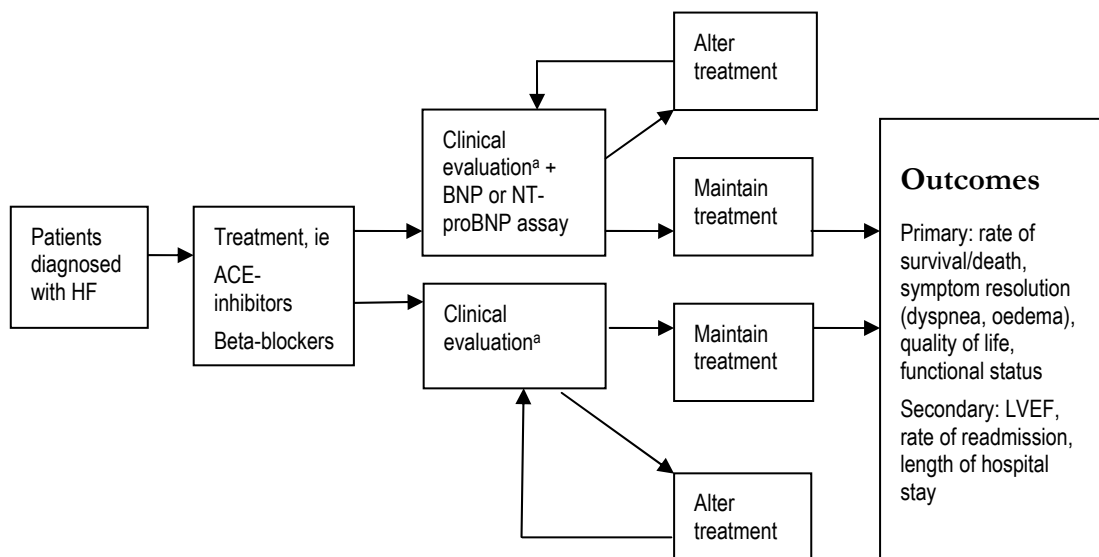 Patients
diagnosed
with HF
Treatment, ie
ACE-
inhibitors
Beta-blockers
Clinical
evaluationᵃ +
BNP or NT-
proBNP assay
Clinical
evaluationᵃ
Alter
treatment
Maintain
treatment
Maintain
treatment
Alter
treatment
Outcomes
Primary: rate of
survival/death,
symptom resolution
(dyspnea, oedema),
quality of life,
functional status
Secondary: LVEF,
rate of readmission,
length of hospital
stay